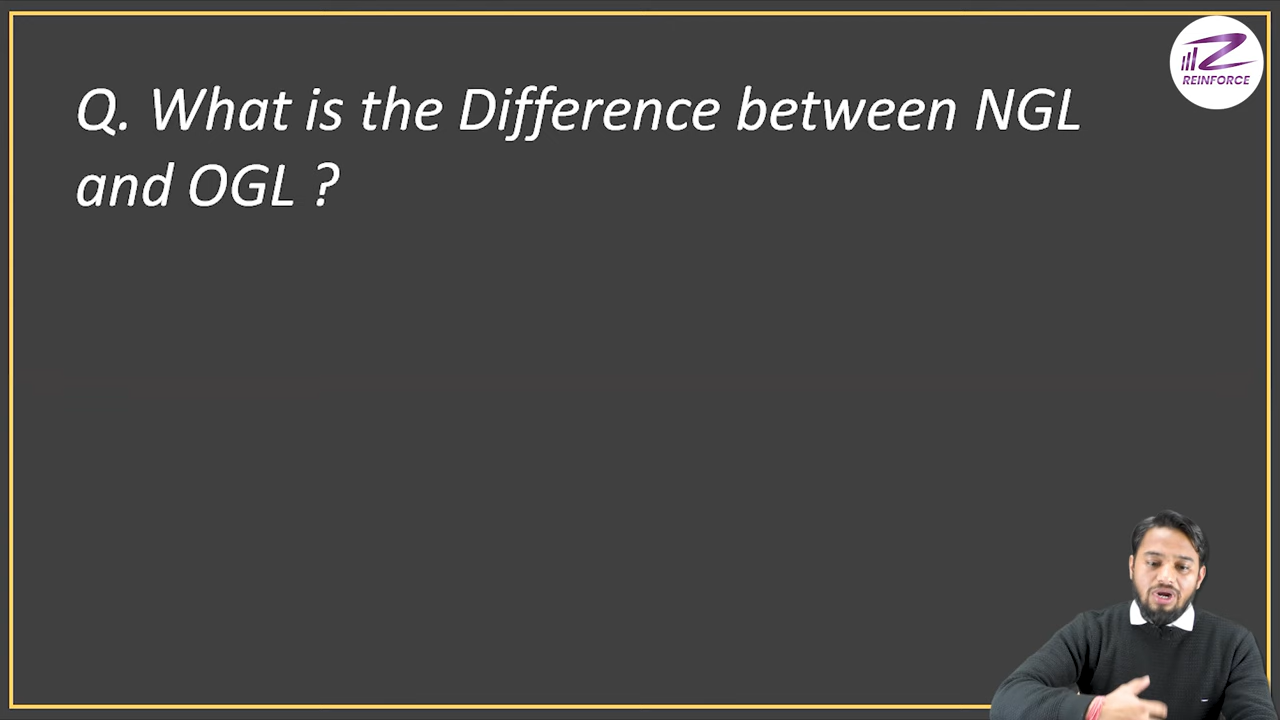 REINFORCE
Q. What is the Difference between NGL
and OGL ?